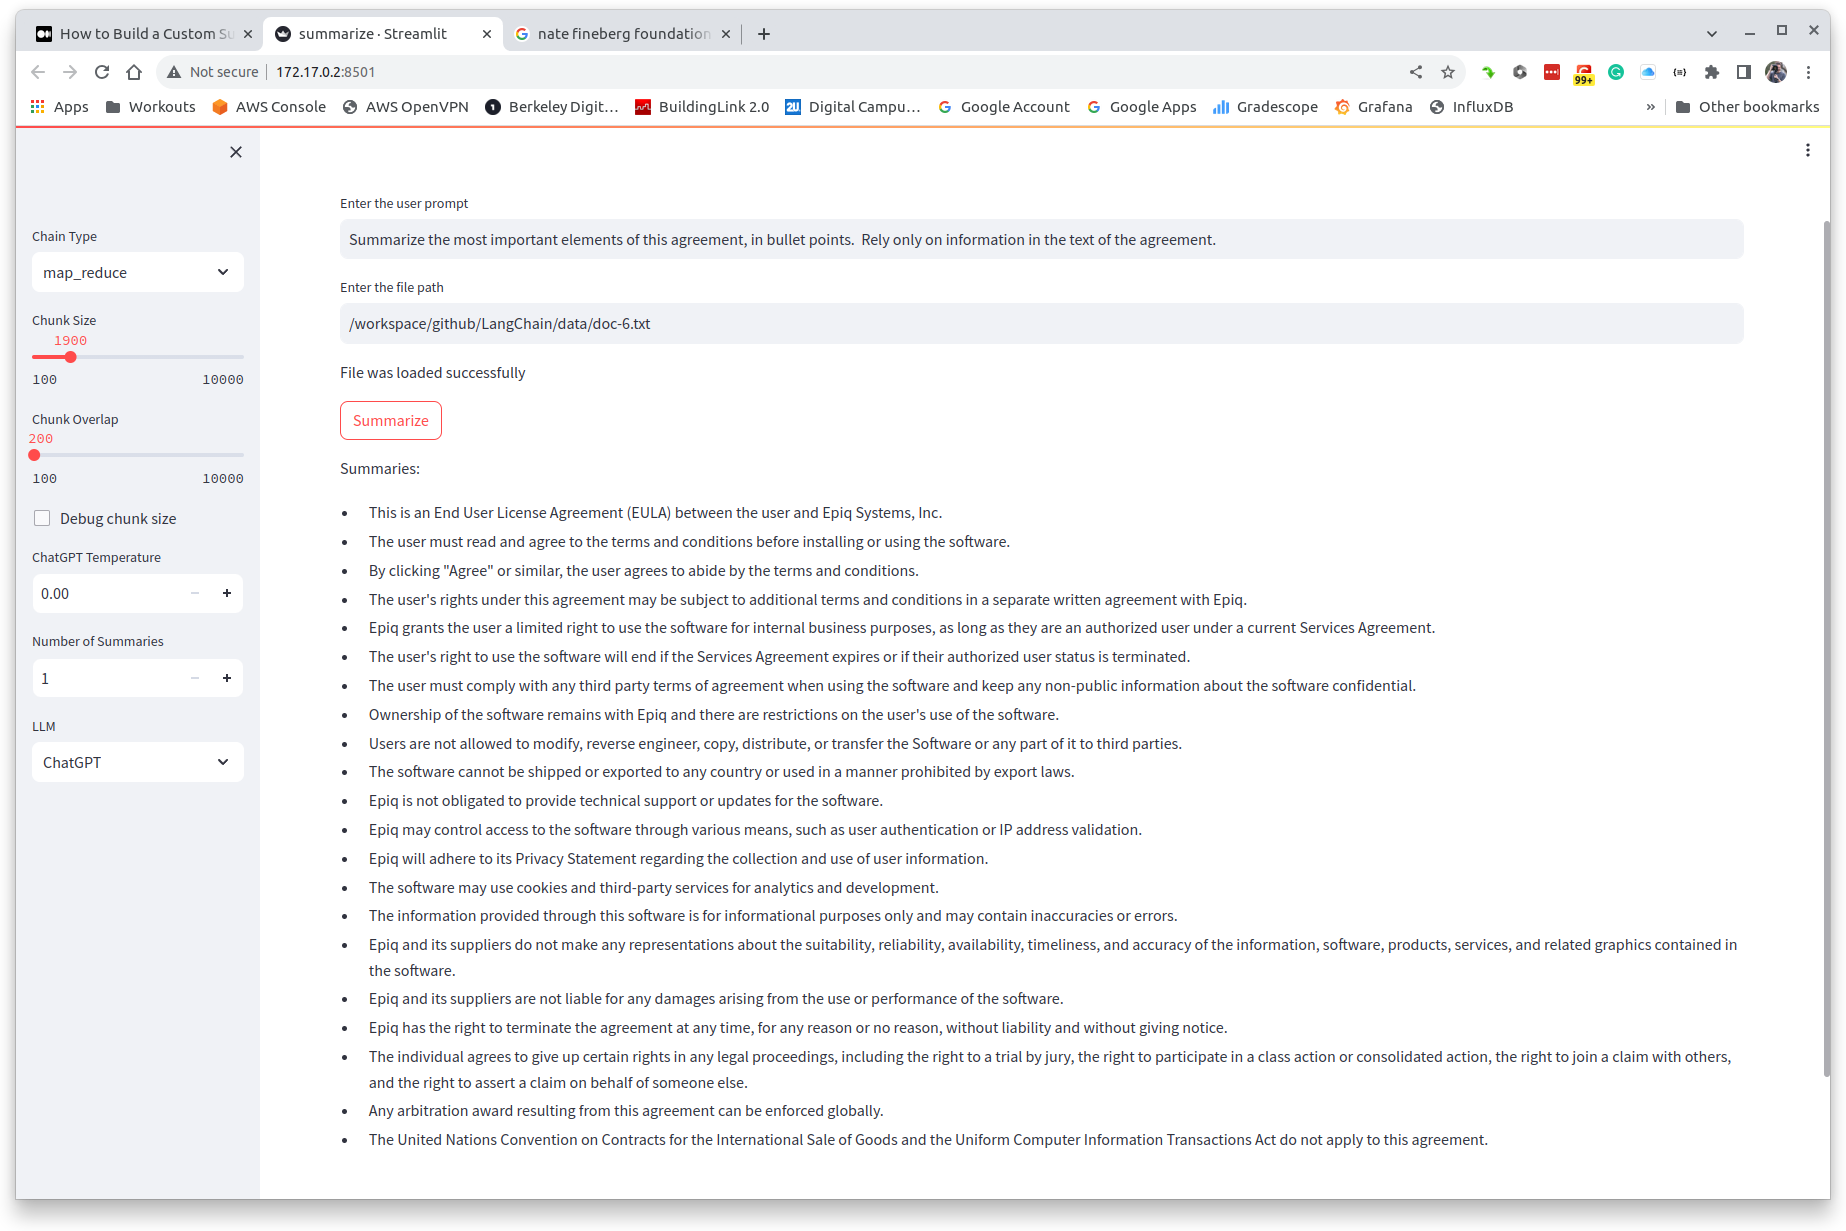 How to Build a Custom Su
summarize · Streamlit
nate fineberg foundation
Not secure
172.17.0.2:8501
99+
Apps
Workouts
AWS Console
AWS OpenVPN
Berkeley Digit…
BuildingLink 2.0
2U
Digital Campu…
Google Account
Google Apps
Gradescope
Grafana
InfluxDB
»
Other bookmarks
Chain Type
map_reduce
Chunk Size
1900
100 10000
Chunk Overlap
200
100 10000
Debug chunk size
ChatGPT Temperature
0.00
Number of Summaries
1
LLM
ChatGPT
Enter the user prompt
Summarize the most important elements of this agreement, in bullet points.  Rely only on information in the text of the agreement.
Enter the file path
/workspace/github/LangChain/data/doc-6.txt
File was loaded successfully
Summarize
Summaries:
• This is an End User License Agreement (EULA) between the user and Epiq Systems, Inc.
• The user must read and agree to the terms and conditions before installing or using the software.
• By clicking "Agree" or similar, the user agrees to abide by the terms and conditions.
• The user's rights under this agreement may be subject to additional terms and conditions in a separate written agreement with Epiq.
• Epiq grants the user a limited right to use the software for internal business purposes, as long as they are an authorized user under a current Services Agreement.
• The user's right to use the software will end if the Services Agreement expires or if their authorized user status is terminated.
• The user must comply with any third party terms of agreement when using the software and keep any non-public information about the software confidential.
• Ownership of the software remains with Epiq and there are restrictions on the user's use of the software.
• Users are not allowed to modify, reverse engineer, copy, distribute, or transfer the Software or any part of it to third parties.
• The software cannot be shipped or exported to any country or used in a manner prohibited by export laws.
• Epiq is not obligated to provide technical support or updates for the software.
• Epiq may control access to the software through various means, such as user authentication or IP address validation.
• Epiq will adhere to its Privacy Statement regarding the collection and use of user information.
• The software may use cookies and third-party services for analytics and development.
• The information provided through this software is for informational purposes only and may contain inaccuracies or errors.
• Epiq and its suppliers do not make any representations about the suitability, reliability, availability, timeliness, and accuracy of the information, software, products, services, and related graphics contained in
the software.
• Epiq and its suppliers are not liable for any damages arising from the use or performance of the software.
• Epiq has the right to terminate the agreement at any time, for any reason or no reason, without liability and without giving notice.
• The individual agrees to give up certain rights in any legal proceedings, including the right to a trial by jury, the right to participate in a class action or consolidated action, the right to join a claim with others,
and the right to assert a claim on behalf of someone else.
• Any arbitration award resulting from this agreement can be enforced globally.
• The United Nations Convention on Contracts for the International Sale of Goods and the Uniform Computer Information Transactions Act do not apply to this agreement.